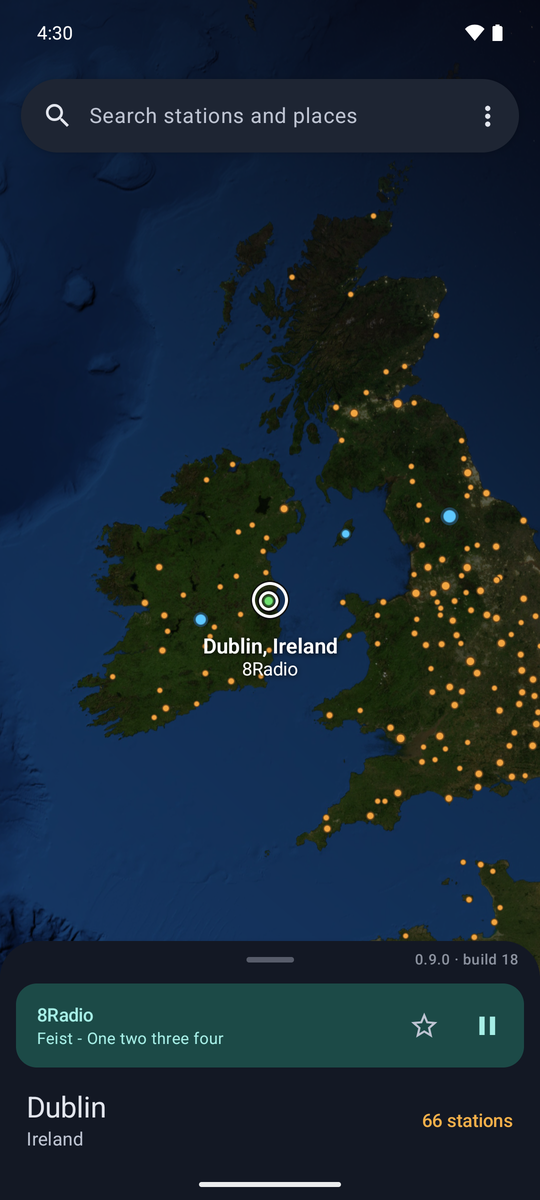 4:30
Search stations and places
Dublin, Ireland
8Radio
0.9.0 · build 18
8Radio
Feist - One two three four
Dublin
66 stations
Ireland